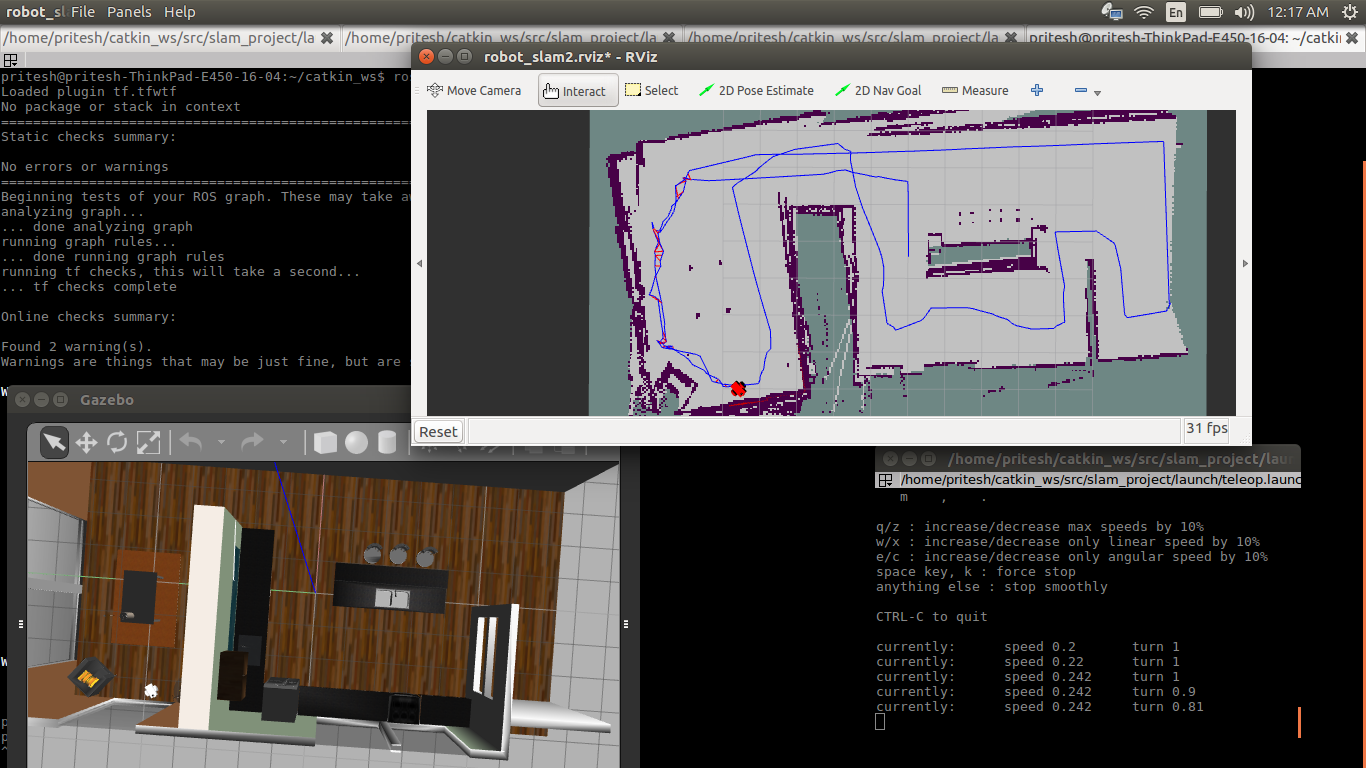 robot_sl File Panels Help
En
12:17 AM
/home/pritesh/catkin_ws/src/slam_project/la
/home/pritesh/catkin_ws/src/slam_project/la
/home/pritesh/catkin_ws/src/slam_project/la
pritesh@pritesh-ThinkPad-E450-16-04: ~/catkin
robot_slam2.rviz* - RViz
Move Camera Interact Select 2D Pose Estimate 2D Nav Goal Measure
pritesh@pritesh-ThinkPad-E450-16-04:~/catkin_ws$ ro
Loaded plugin tf.tfwtf
No package or stack in context
================================================
Static checks summary:
No errors or warnings
================================================
Beginning tests of your ROS graph. These may take aw
analyzing graph...
... done analyzing graph
running graph rules...
... done running graph rules
running tf checks, this will take a second...
... tf checks complete
Online checks summary:
Found 2 warning(s).
Warnings are things that may be just fine, but are
Reset
31 fps
Gazebo
/home/pritesh/catkin_ws/src/slam_project/lau
/home/pritesh/catkin_ws/src/slam_project/launch/teleop.launc
m , .
q/z : increase/decrease max speeds by 10%
w/x : increase/decrease only linear speed by 10%
e/c : increase/decrease only angular speed by 10%
space key, k : force stop
anything else : stop smoothly
CTRL-C to quit
currently: speed 0.2 turn 1
currently: speed 0.22 turn 1
currently: speed 0.242 turn 1
currently: speed 0.242 turn 0.9
currently: speed 0.242 turn 0.81